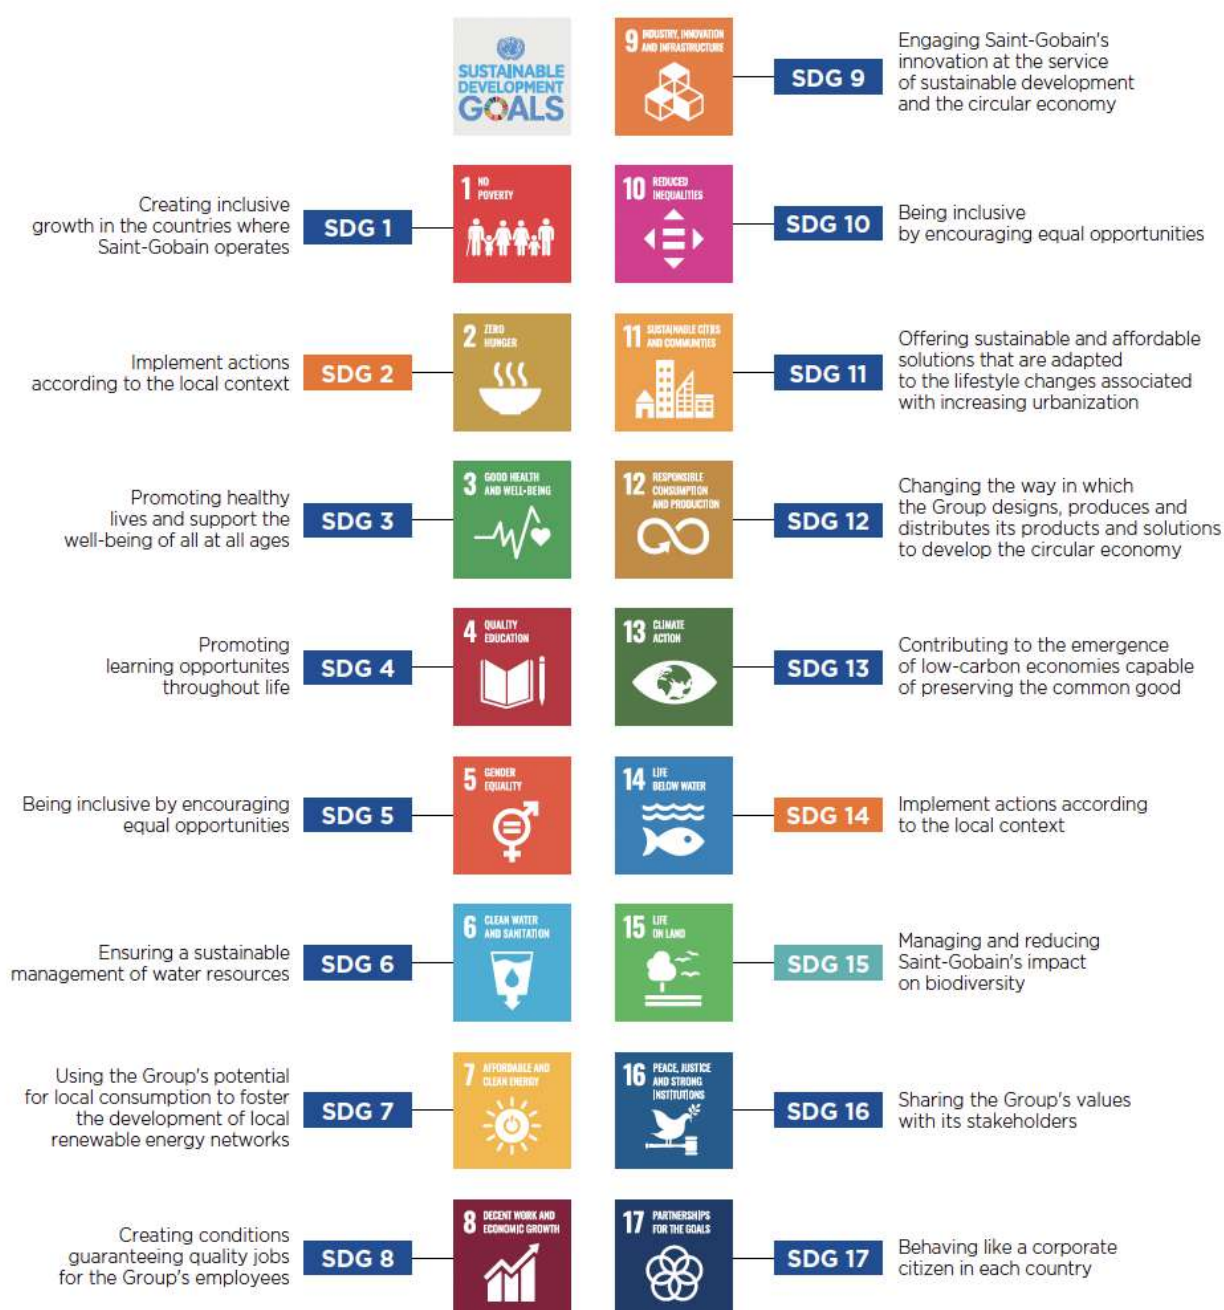 SUSTAINABLE
DEVELOPMENT
GOALS
9 INDUSTRY, INNOVATION
AND INFRASTRUCTURE
SDG 9
Engaging Saint-Gobain's
innovation at the service
of sustainable development
and the circular economy
Creating inclusive
growth in the countries where
Saint-Gobain operates
SDG 1
1 NO
POVERTY
10 REDUCED
INEQUALITIES
SDG 10
Being inclusive
by encouraging equal opportunities
Implement actions
according to the local context
SDG 2
2 ZERO
HUNGER
11 SUSTAINABLE CITIES
AND COMMUNITIES
SDG 11
Offering sustainable and affordable
solutions that are adapted
to the lifestyle changes associated
with increasing urbanization
Promoting healthy
lives and support the
well-being of all at all ages
SDG 3
3 GOOD HEALTH
AND WELL-BEING
12 RESPONSIBLE
CONSUMPTION
AND PRODUCTION
SDG 12
Changing the way in which
the Group designs, produces and
distributes its products and solutions
to develop the circular economy
Promoting
learning opportunites
throughout life
SDG 4
4 QUALITY
EDUCATION
13 CLIMATE
ACTION
SDG 13
Contributing to the emergence
of low-carbon economies capable
of preserving the common good
Being inclusive by encouraging
equal opportunities
SDG 5
5 GENDER
EQUALITY
14 LIFE
BELOW WATER
SDG 14
Implement actions according
to the local context
Ensuring a sustainable
management of water resources
SDG 6
6 CLEAN WATER
AND SANITATION
15 LIFE
ON LAND
SDG 15
Managing and reducing
Saint-Gobain's impact
on biodiversity
Using the Group's potential
for local consumption to foster
the development of local
renewable energy networks
SDG 7
7 AFFORDABLE AND
CLEAN ENERGY
16 PEACE, JUSTICE
AND STRONG
INSTITUTIONS
SDG 16
Sharing the Group's values
with its stakeholders
Creating conditions
guaranteeing quality jobs
for the Group's employees
SDG 8
8 DECENT WORK AND
ECONOMIC GROWTH
17 PARTNERSHIPS
FOR THE GOALS
SDG 17
Behaving like a corporate
citizen in each country